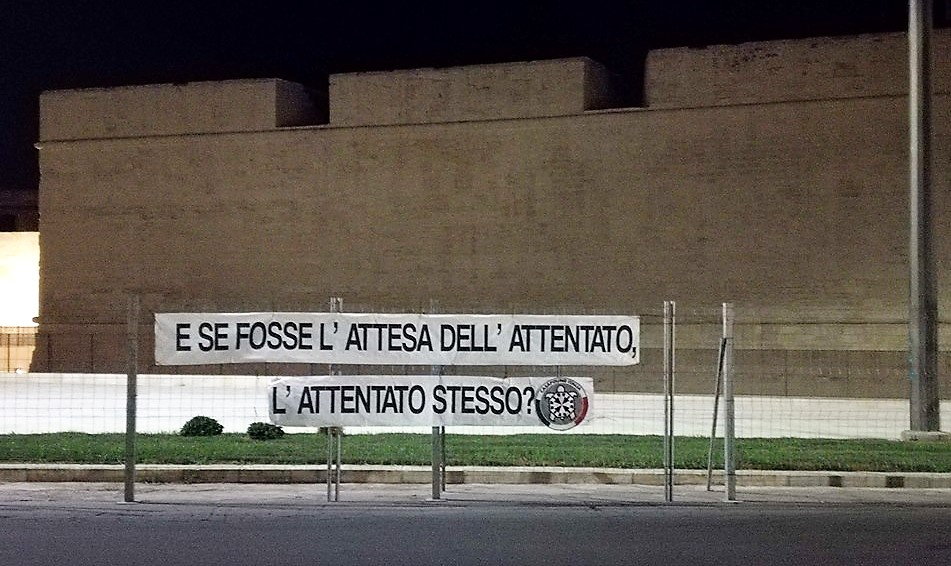 E SE FOSSE L' ATTESA DELL' ATTENTATO,
L' ATTENTATO STESSO?